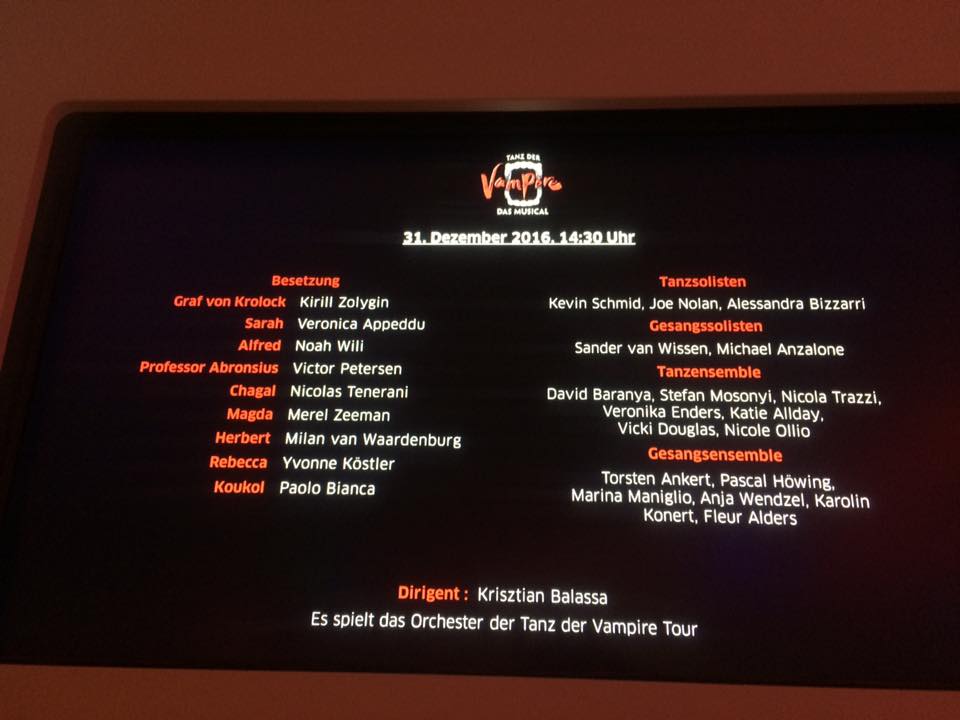 TANZ DER
Vampire
DAS MUSICAL
31. Dezember 2016, 14:30 Uhr
Besetzung
Graf von Krolock Kirill Zolygin
Sarah Veronica Appeddu
Alfred Noah Wili
Professor Abronsius Victor Petersen
Chagal Nicolas Tenerani
Magda Merel Zeeman
Herbert Milan van Waardenburg
Rebecca Yvonne Köstler
Koukol Paolo Bianca
Tanzsolisten
Kevin Schmid, Joe Nolan, Alessandra Bizzarri
Gesangssolisten
Sander van Wissen, Michael Anzalone
Tanzensemble
David Baranya, Stefan Mosonyi, Nicola Trazzi,
Veronika Enders, Katie Allday,
Vicki Douglas, Nicole Ollio
Gesangsensemble
Torsten Ankert, Pascal Höwing,
Marina Maniglio, Anja Wendzel, Karolin
Konert, Fleur Alders
Dirigent : Krisztian Balassa
Es spielt das Orchester der Tanz der Vampire Tour